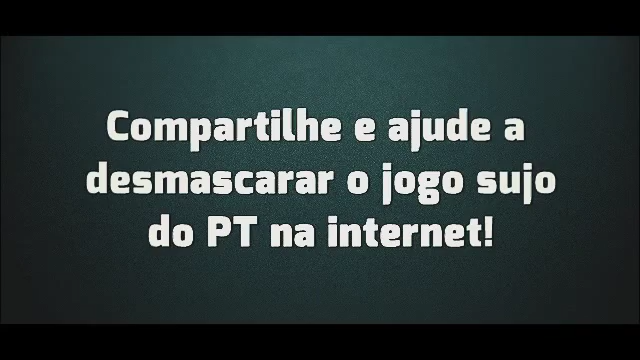 Compartilhe e ajude a
desmascarar o jogo sujo
do PT na internet!